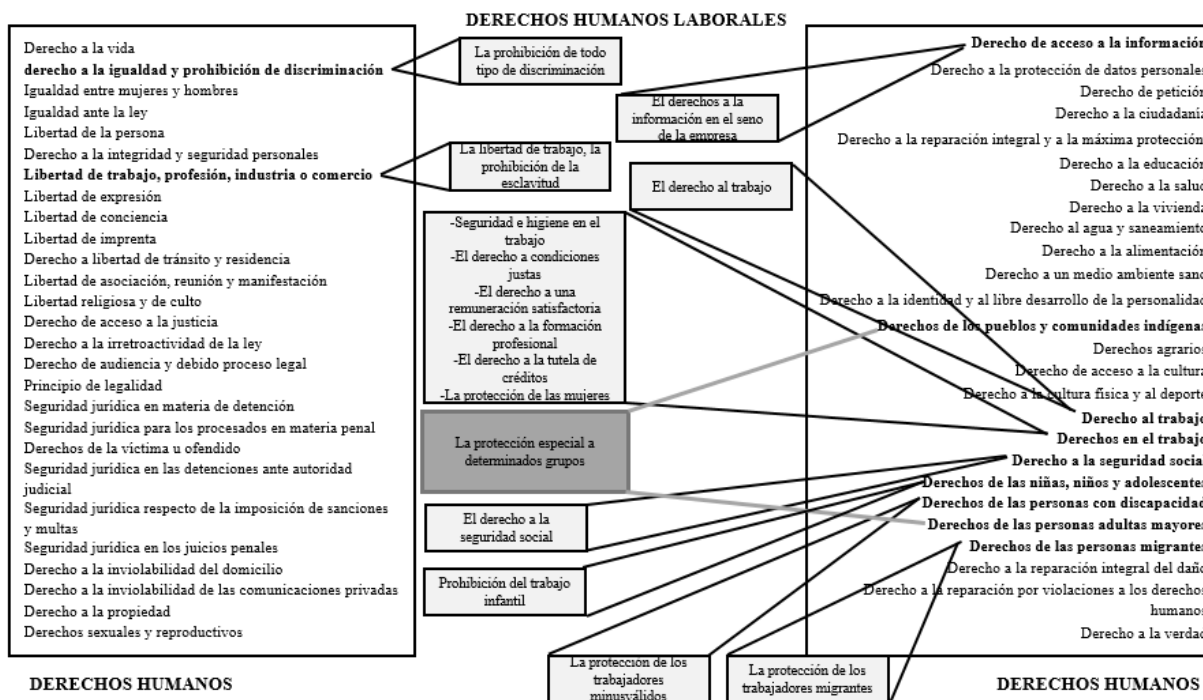 DERECHOS HUMANOS LABORALES
Derecho a la vida
derecho a la igualdad y prohibición de discriminación
Igualdad entre mujeres y hombres
Igualdad ante la ley
Libertad de la persona
Derecho a la integridad y seguridad personales
Libertad de trabajo, profesión, industria o comercio
Libertad de expresión
Libertad de conciencia
Libertad de imprenta
Derecho a libertad de tránsito y residencia
Libertad de asociación, reunión y manifestación
Libertad religiosa y de culto
Derecho de acceso a la justicia
Derecho a la irretroactividad de la ley
Derecho de audiencia y debido proceso legal
Principio de legalidad
Seguridad jurídica en materia de detención
Seguridad jurídica para los procesados en materia penal
Derechos de la víctima u ofendido
Seguridad jurídica en las detenciones ante autoridad
judicial
Seguridad jurídica respecto de la imposición de sanciones
y multas
Seguridad jurídica en los juicios penales
Derecho a la inviolabilidad del domicilio
Derecho a la inviolabilidad de las comunicaciones privadas
Derecho a la propiedad
Derechos sexuales y reproductivos
DERECHOS HUMANOS
La prohibición de todo
tipo de discriminación
El derechos a la
información en el seno
de la empresa
La libertad de trabajo, la
prohibición de la
esclavitud
El derecho al trabajo
-Seguridad e higiene en el
trabajo
-El derecho a condiciones
justas
-El derecho a una
remuneración satisfactoria
-El derecho a la formación
profesional
-El derecho a la tutela de
créditos
-La protección de las mujeres
La protección especial a
determinados grupos
El derecho a la
seguridad social
Prohibición del trabajo
infantil
La protección de los
trabajadores
minusválidos
La protección de los
trabajadores migrantes
Derecho de acceso a la información
Derecho a la protección de datos personales
Derecho de petición
Derecho a la ciudadanía
Derecho a la reparación integral y a la máxima protección
Derecho a la educación
Derecho a la salud
Derecho a la vivienda
Derecho al agua y saneamiento
Derecho a la alimentación
Derecho a un medio ambiente sano
Derecho a la identidad y al libre desarrollo de la personalidad
Derechos de los pueblos y comunidades indígenas
Derechos agrarios
Derecho de acceso a la cultura
Derecho a la cultura física y al deporte
Derecho al trabajo
Derechos en el trabajo
Derecho a la seguridad social
Derechos de las niñas, niños y adolescentes
Derechos de las personas con discapacidad
Derechos de las personas adultas mayores
Derechos de las personas migrantes
Derecho a la reparación integral del daño
Derecho a la reparación por violaciones a los derechos
humanos
Derecho a la verdad
DERECHOS HUMANOS